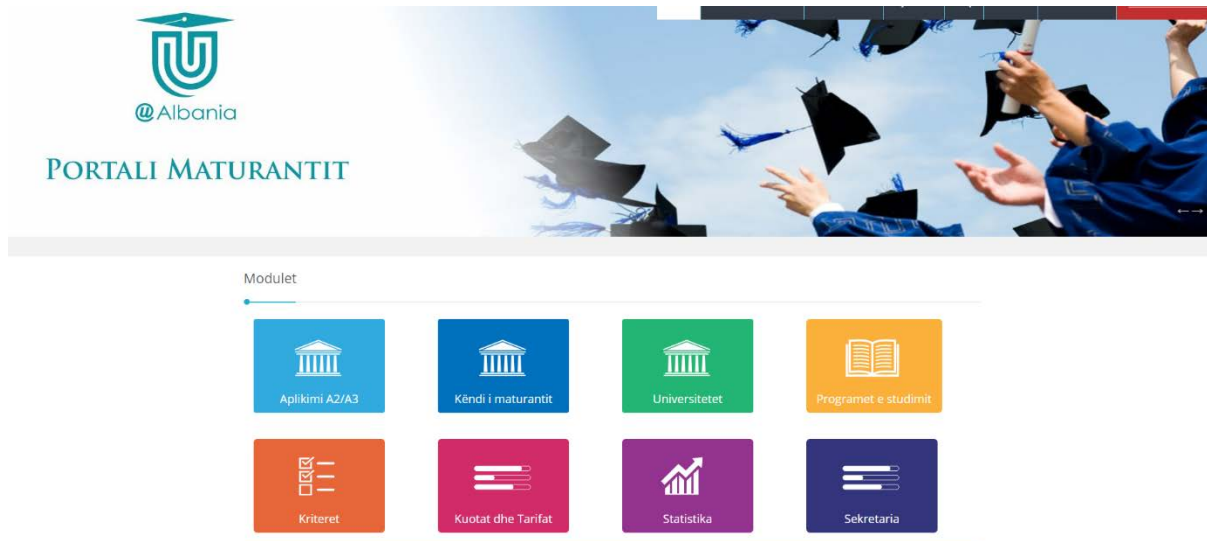 @Albania
PORTALI MATURANTIT
Modulet
Aplikimi A2/A3
Këndi i maturantit
Universitetet
Programet e studimit
Kriteret
Kuotat dhe Tarifat
Statistika
Sekretaria